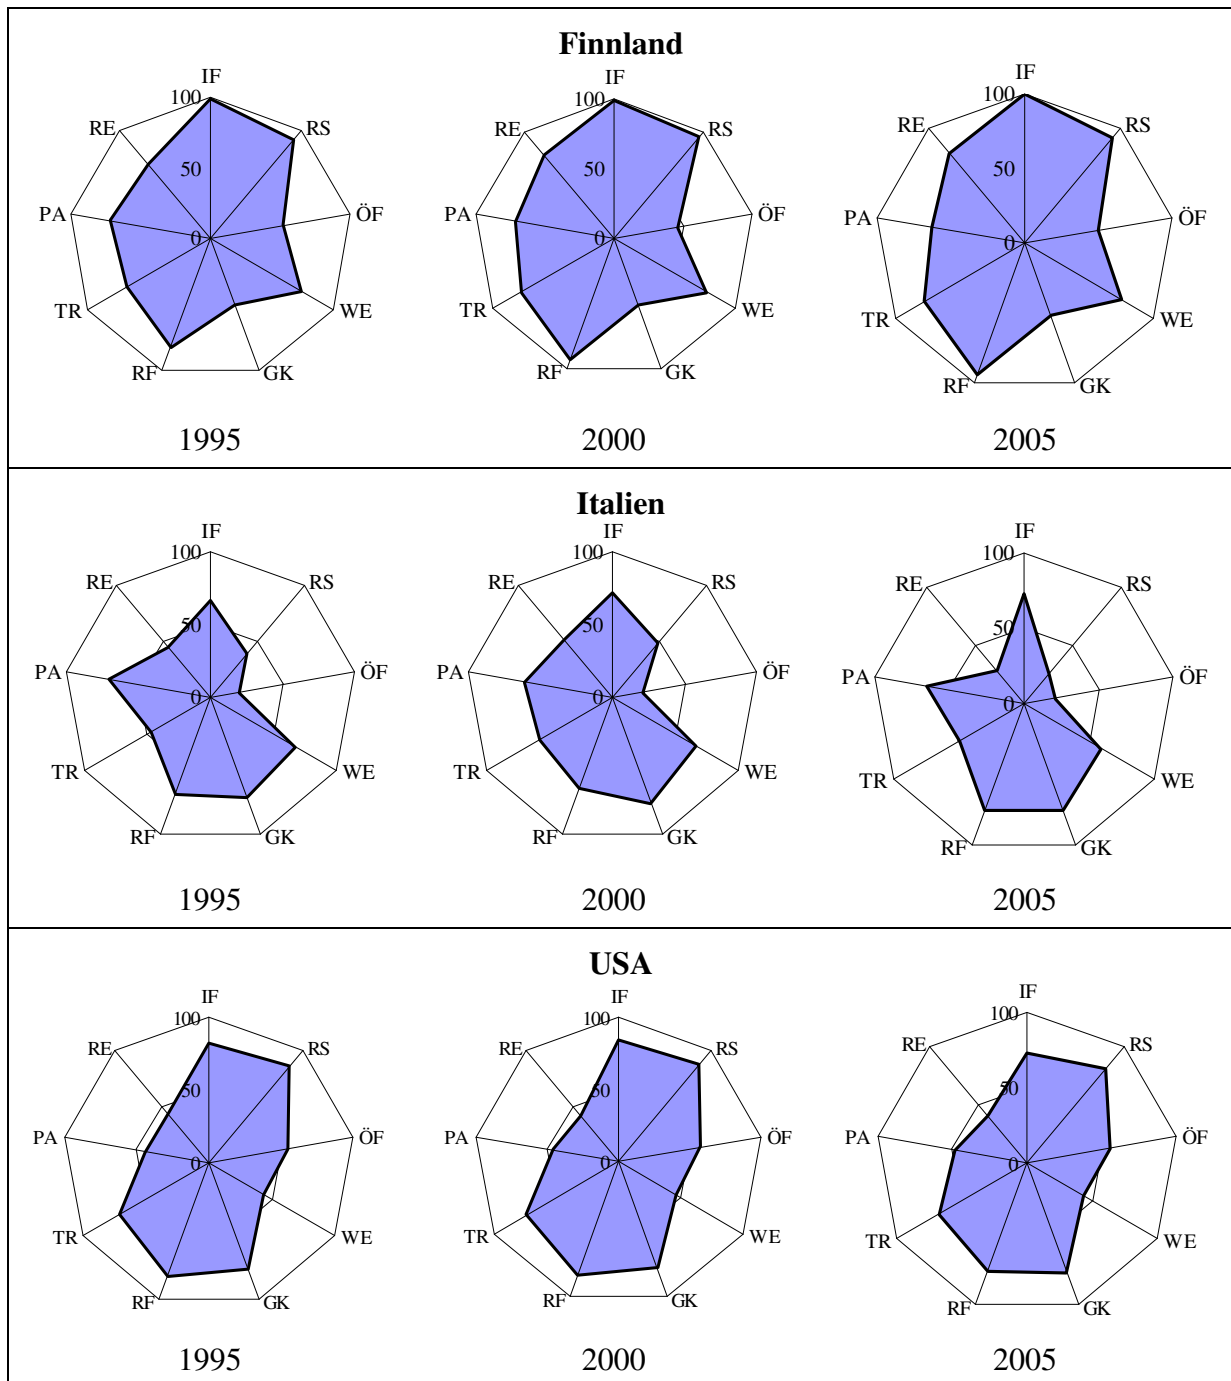 Finnland
IF
100
RE
RS
50
PA
ÖF
0
TR
WE
RF
GK
1995
IF
100
RE
RS
50
PA
ÖF
0
TR
WE
RF
GK
2000
IF
100
RE
RS
50
PA
ÖF
0
TR
WE
RF
GK
2005
Italien
IF
100
RE
RS
50
PA
ÖF
0
TR
WE
RF
GK
1995
IF
100
RE
RS
50
PA
ÖF
0
TR
WE
RF
GK
2000
IF
100
RE
RS
50
PA
ÖF
0
TR
WE
RF
GK
2005
USA
IF
100
RE
RS
50
PA
ÖF
0
TR
WE
RF
GK
1995
IF
100
RE
RS
50
PA
ÖF
0
TR
WE
RF
GK
2000
IF
100
RE
RS
50
PA
ÖF
0
TR
WE
RF
GK
2005